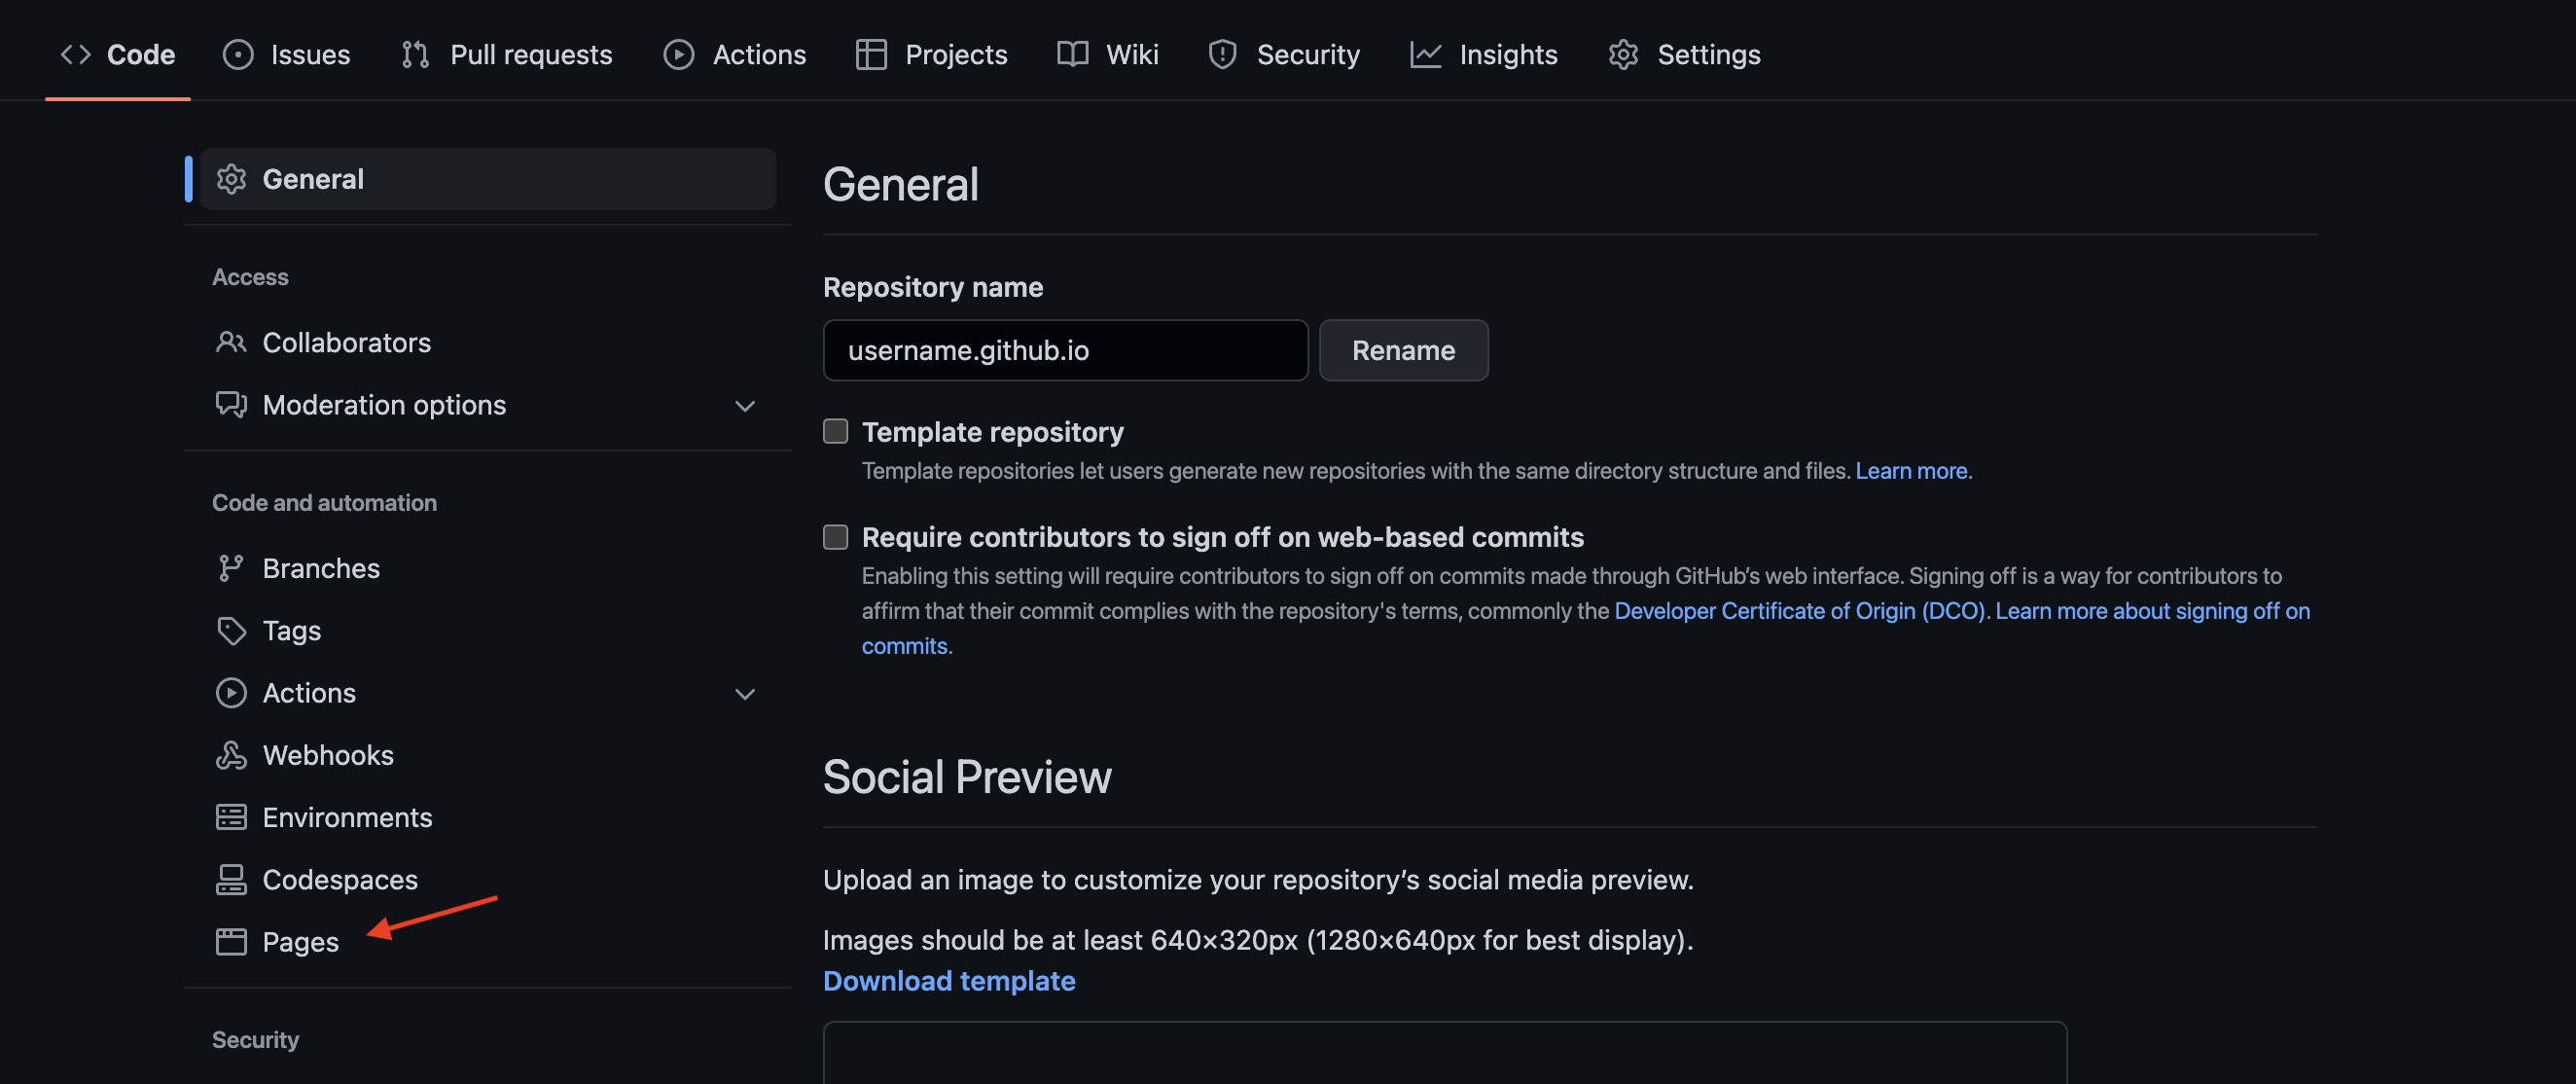 Code Issues Pull requests Actions Projects Wiki Security Insights Settings
General
Access
Collaborators
Moderation options
Code and automation
Branches
Tags
Actions
Webhooks
Environments
Codespaces
Pages
Security
General
Repository name
username.github.io Rename
Template repository
Template repositories let users generate new repositories with the same directory structure and files. Learn more.
Require contributors to sign off on web-based commits
Enabling this setting will require contributors to sign off on commits made through GitHub’s web interface. Signing off is a way for contributors to
affirm that their commit complies with the repository's terms, commonly the Developer Certificate of Origin (DCO). Learn more about signing off on
commits.
Social Preview
Upload an image to customize your repository’s social media preview.
Images should be at least 640×320px (1280×640px for best display).
Download template